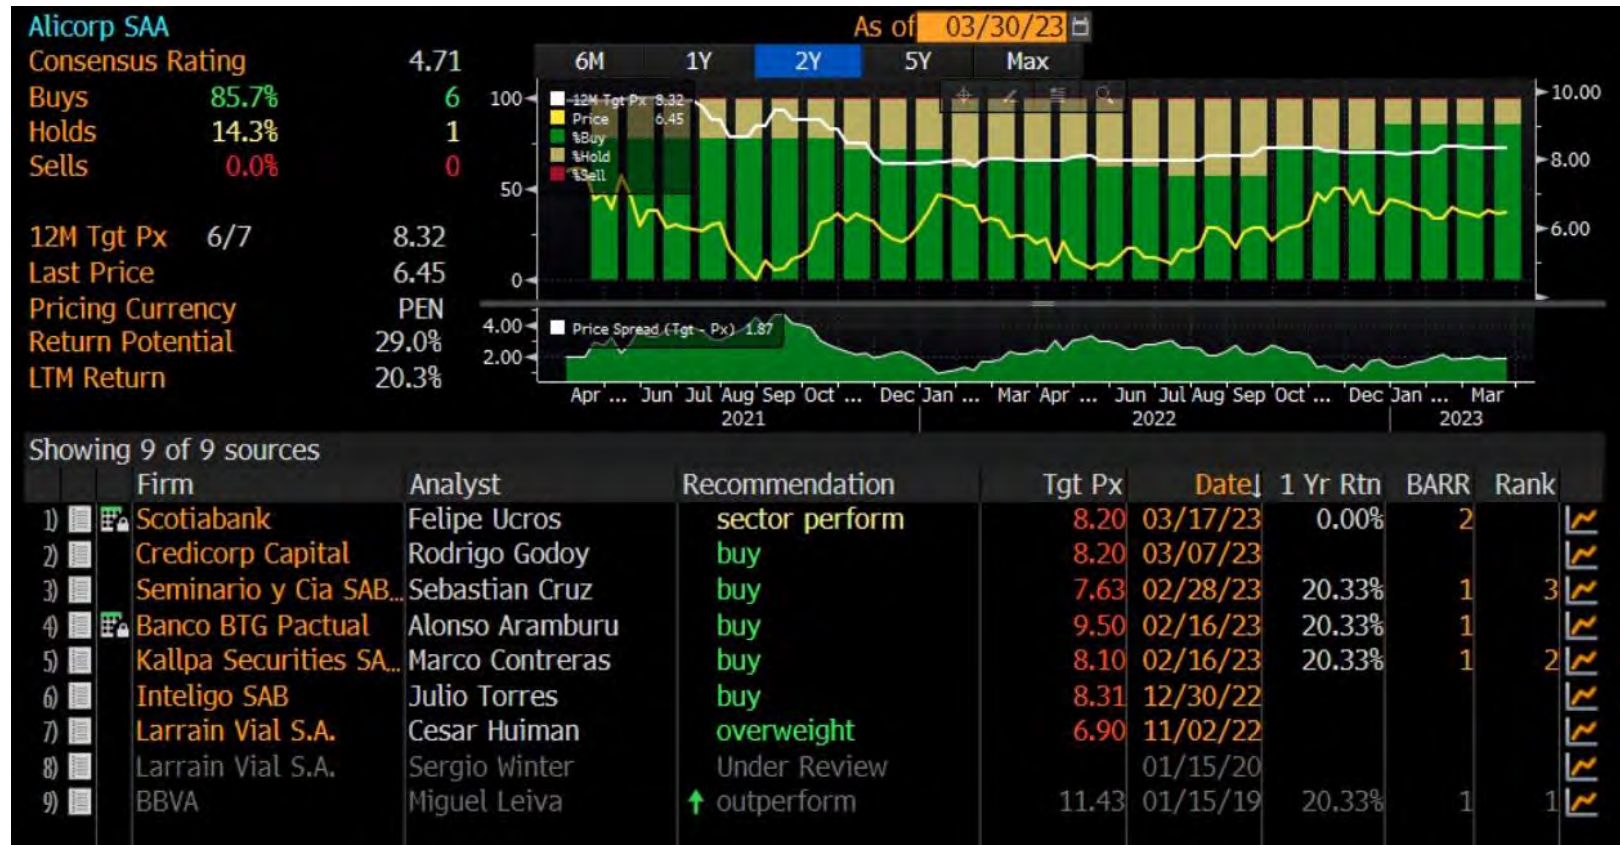 Alicorp SAA
As of 03/30/23
Consensus Rating 4.71
Buys 85.7% 6
Holds 14.3% 1
Sells 0.0% 0
12M Tgt Px 6/7 8.32
Last Price 6.45
Pricing Currency PEN
Return Potential 29.0%
LTM Return 20.3%
6M 1Y 2Y 5Y Max
12M Tgt Px 8.32
Price 6.45
%Buy
%Hold
%Sell
100
50
0
10.00
8.00
6.00
Price Spread (Tgt - Px) 1.87
4.00
2.00
Apr ... Jun Jul Aug Sep Oct ... Dec Jan ... Mar Apr ... Jun Jul Aug Sep Oct ... Dec Jan ... Mar
2021 2022 2023
Showing 9 of 9 sources
Firm Analyst Recommendation Tgt Px Date↓ 1 Yr Rtn BARR Rank
1) Scotiabank Felipe Ucros sector perform 8.20 03/17/23 0.00% 2
2) Credicorp Capital Rodrigo Godoy buy 8.20 03/07/23
3) Seminario y Cia SAB... Sebastian Cruz buy 7.63 02/28/23 20.33% 1 3
4) Banco BTG Pactual Alonso Aramburu buy 9.50 02/16/23 20.33% 1
5) Kallpa Securities SA... Marco Contreras buy 8.10 02/16/23 20.33% 1 2
6) Inteligo SAB Julio Torres buy 8.31 12/30/22
7) Larrain Vial S.A. Cesar Huiman overweight 6.90 11/02/22
8) Larrain Vial S.A. Sergio Winter Under Review 01/15/20
9) BBVA Miguel Leiva ↑ outperform 11.43 01/15/19 20.33% 1 1